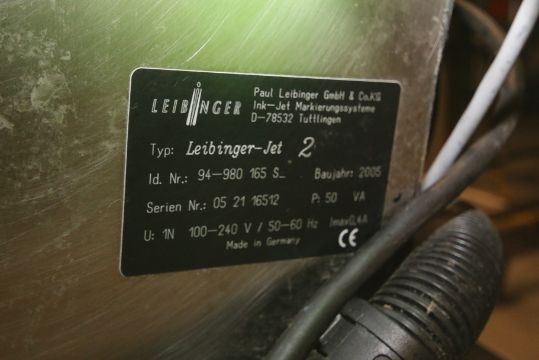 LEIBINGER
Paul Leibinger GmbH & Co.KG
Ink-Jet Markierungssysteme
D-78532 Tuttlingen
Typ: Leibinger-Jet 2
Id. Nr.: 94-980 165 S_ Baujahr: 2005
Serien Nr.: 05 21 16512 P: 50 VA
U: 1N 100-240 V / 50-60 Hz Imax0,4A
Made in Germany CE